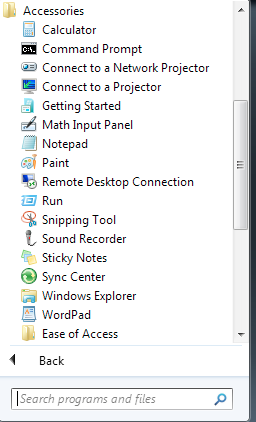 Accessories
Calculator
Command Prompt
Connect to a Network Projector
Connect to a Projector
Getting Started
Math Input Panel
Notepad
Paint
Remote Desktop Connection
Run
Snipping Tool
Sound Recorder
Sticky Notes
Sync Center
Windows Explorer
WordPad
Ease of Access
Back
Search programs and files